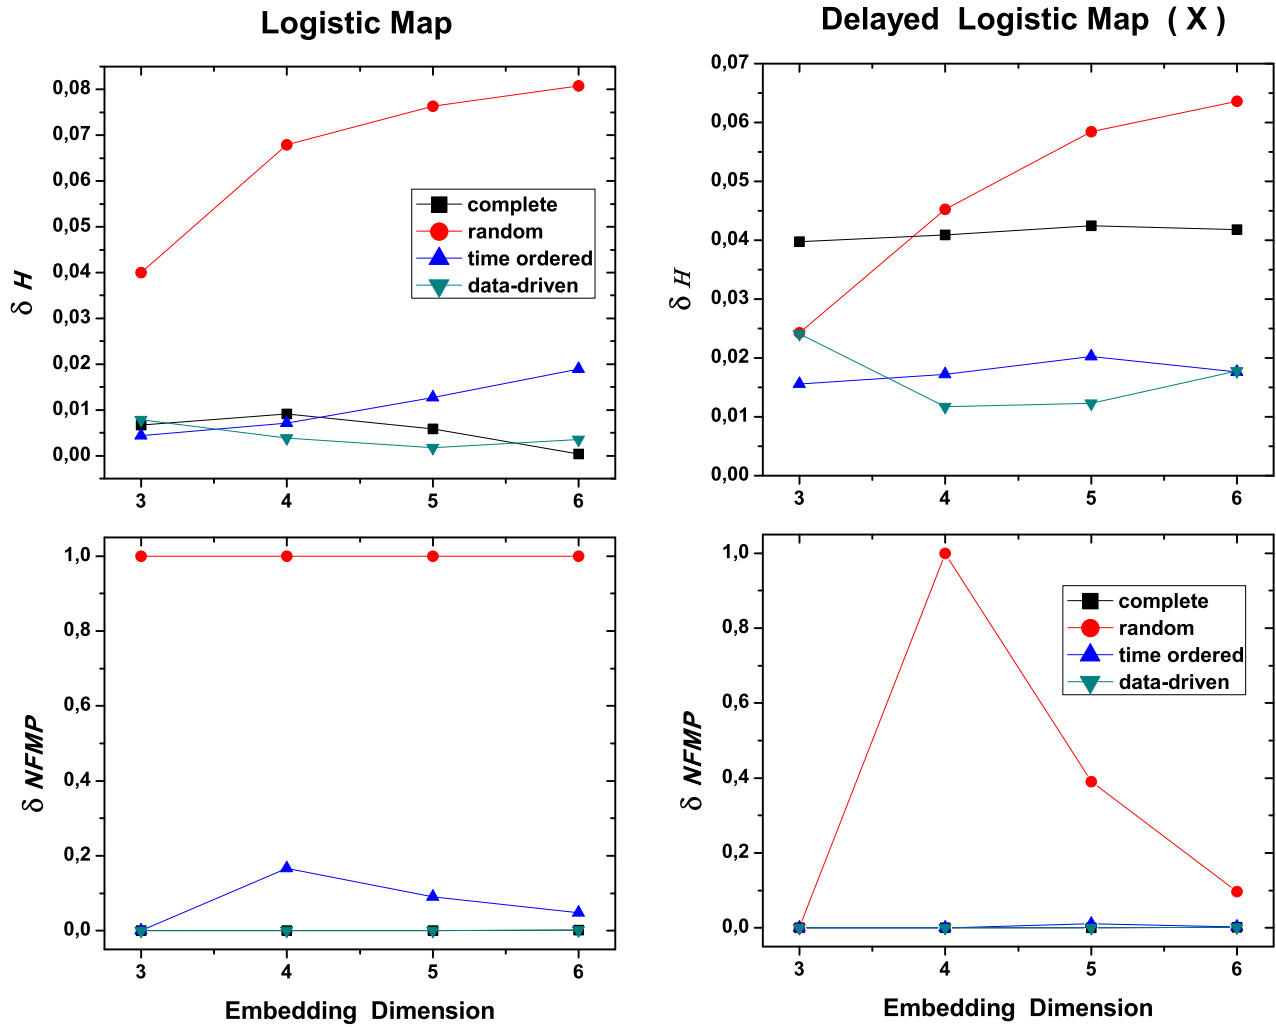 Logistic Map
0,08
0,07
0,06
0,05
0,04
0,03
0,02
0,01
0,00
δ H
complete
random
time ordered
data-driven
3 4 5 6
Delayed Logistic Map ( X )
0,07
0,06
0,05
0,04
0,03
0,02
0,01
0,00
δ H
3 4 5 6
1,0
0,8
0,6
0,4
0,2
0,0
δ NFMP
3 4 5 6
Embedding Dimension
1,0
0,8
0,6
0,4
0,2
0,0
δ NFMP
complete
random
time ordered
data-driven
3 4 5 6
Embedding Dimension